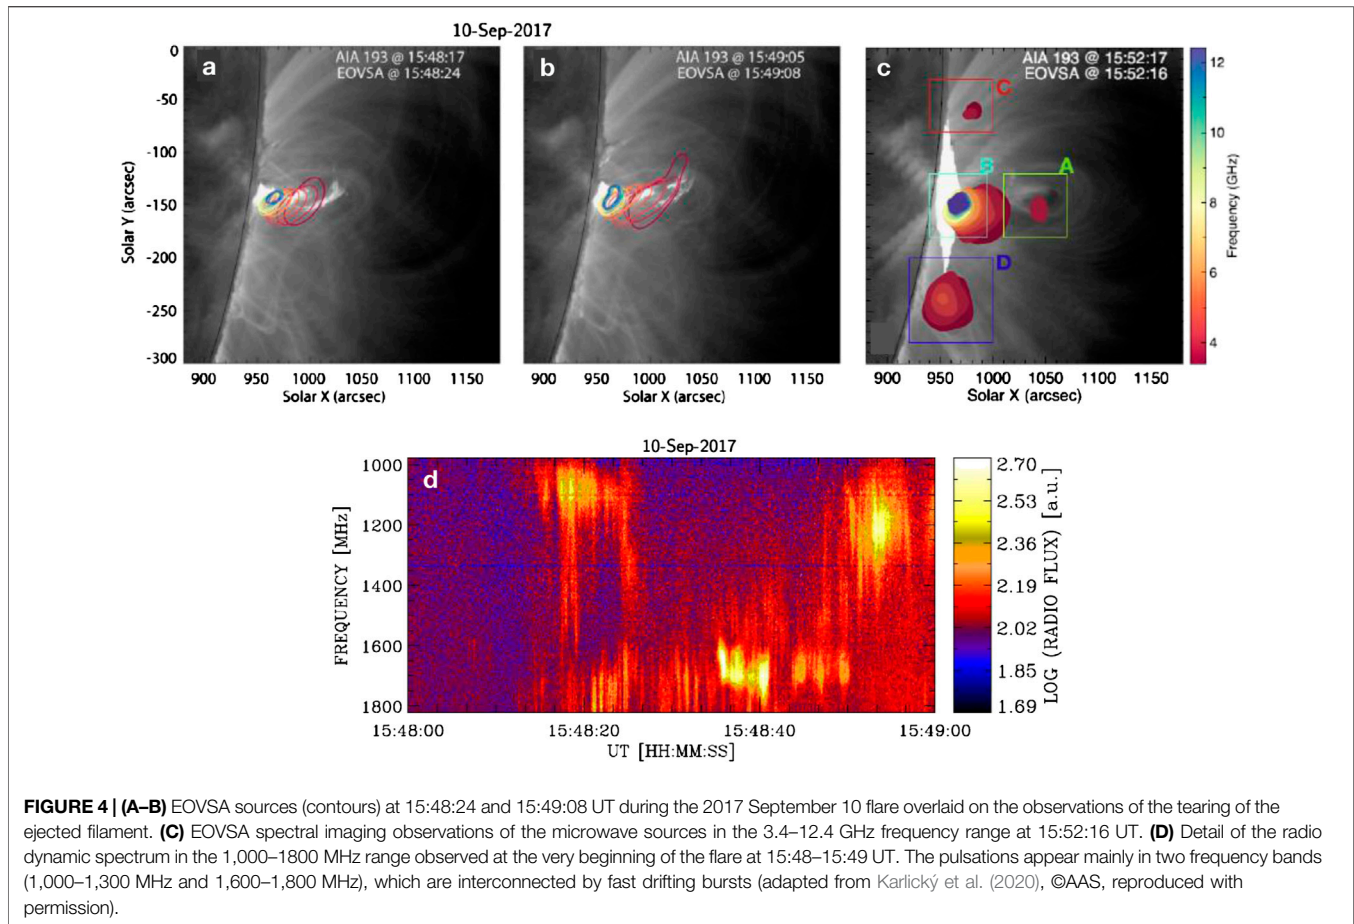 10-Sep-2017
a
AIA 193 @ 15:48:17
EOVSA @ 15:48:24
b
AIA 193 @ 15:49:05
EOVSA @ 15:49:08
c
AIA 193 @ 15:52:17
EOVSA @ 15:52:16
C
S
A
D
0
-50
-100
-150
-200
-250
-300
Solar Y (arcsec)
900 950 1000 1050 1100 1150
Solar X (arcsec)
900 950 1000 1050 1100 1150
Solar X (arcsec)
900 950 1000 1050 1100 1150
Solar X (arcsec)
12
10
8
6
4
Frequency (GHz)
10-Sep-2017
d
1000
1200
1400
1600
1800
FREQUENCY [MHz]
15:48:00 15:48:20 15:48:40 15:49:00
UT [HH:MM:SS]
2.70
2.53
2.36
2.19
2.02
1.85
1.69
LOG (RADIO FLUX) [a.u.]
FIGURE 4 | (A–B) EOVSA sources (contours) at 15:48:24 and 15:49:08 UT during the 2017 September 10 flare overlaid on the observations of the tearing of the
ejected filament. (C) EOVSA spectral imaging observations of the microwave sources in the 3.4–12.4 GHz frequency range at 15:52:16 UT. (D) Detail of the radio
dynamic spectrum in the 1,000–1800 MHz range observed at the very beginning of the flare at 15:48–15:49 UT. The pulsations appear mainly in two frequency bands
(1,000–1,300 MHz and 1,600–1,800 MHz), which are interconnected by fast drifting bursts (adapted from Karlický et al. (2020), ©AAS, reproduced with
permission).